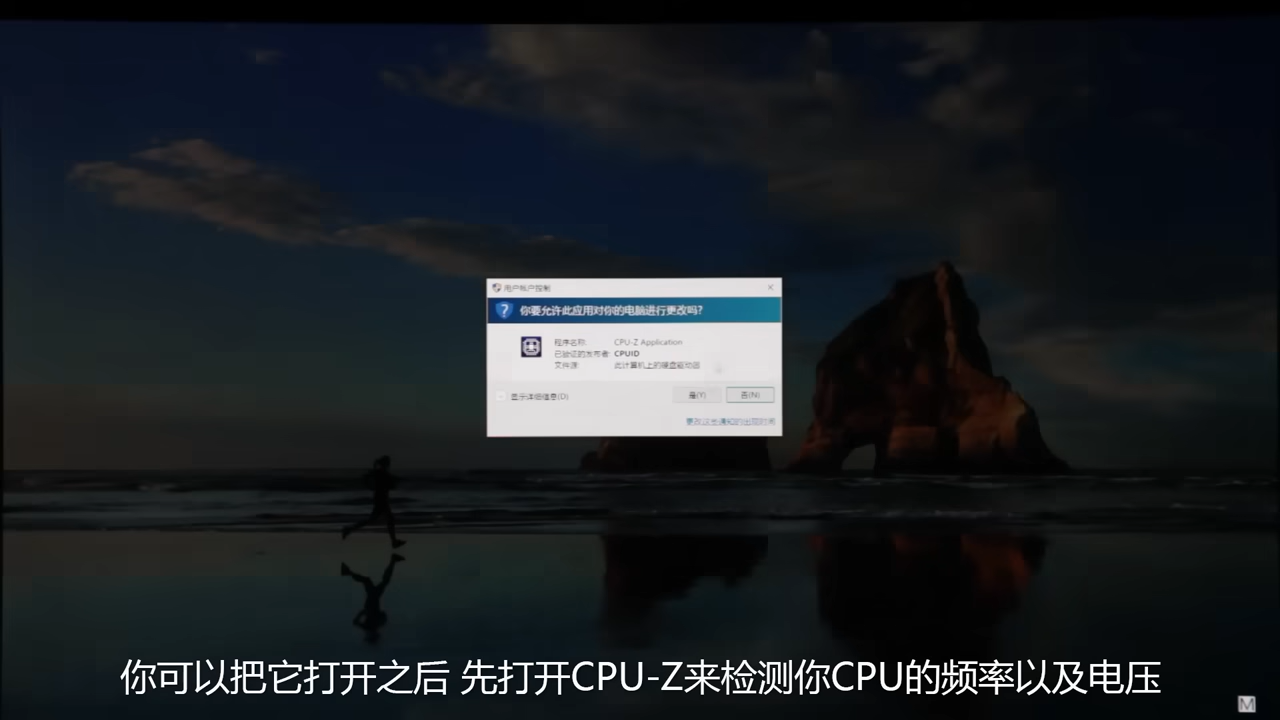 用户帐户控制
你要允许此应用对你的电脑进行更改吗?
程序名称: CPU-Z Application
已验证的发布者: CPUID
文件源: 此计算机上的硬盘驱动器
显示详细信息(D)
是(Y) 否(N)
更改这些通知的出现时间
你可以把它打开之后 先打开CPU-Z来检测你CPU的频率以及电压
M